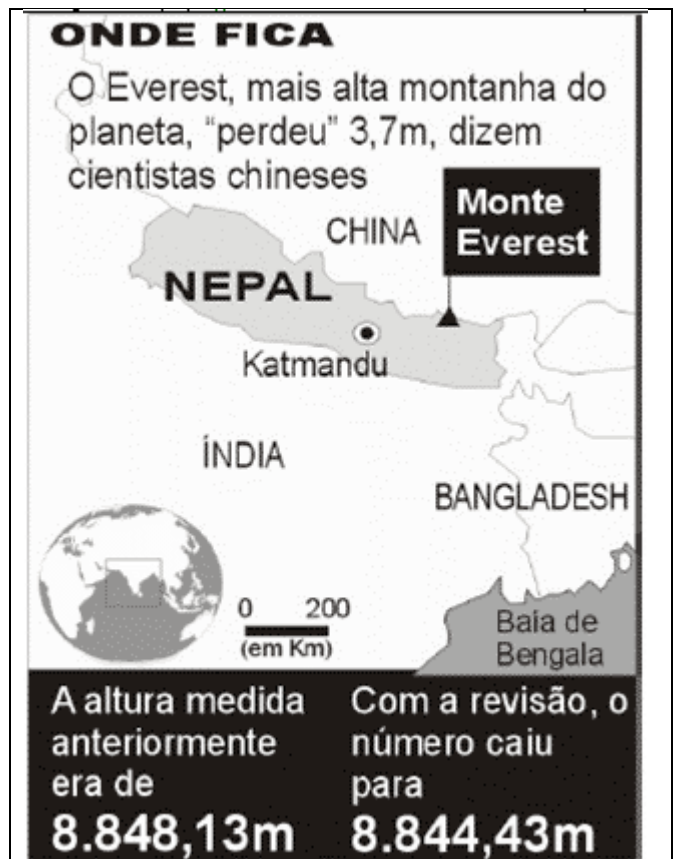 ONDE FICA
O Everest, mais alta montanha do
planeta, “perdeu” 3,7m, dizem
cientistas chineses
Monte
Everest
CHINA
NEPAL
Katmandu
ÍNDIA
BANGLADESH
0 200
(em Km)
Baia de
Bengala
A altura medida
anteriormente
era de
8.848,13m
Com a revisão, o
número caiu
para
8.844,43m